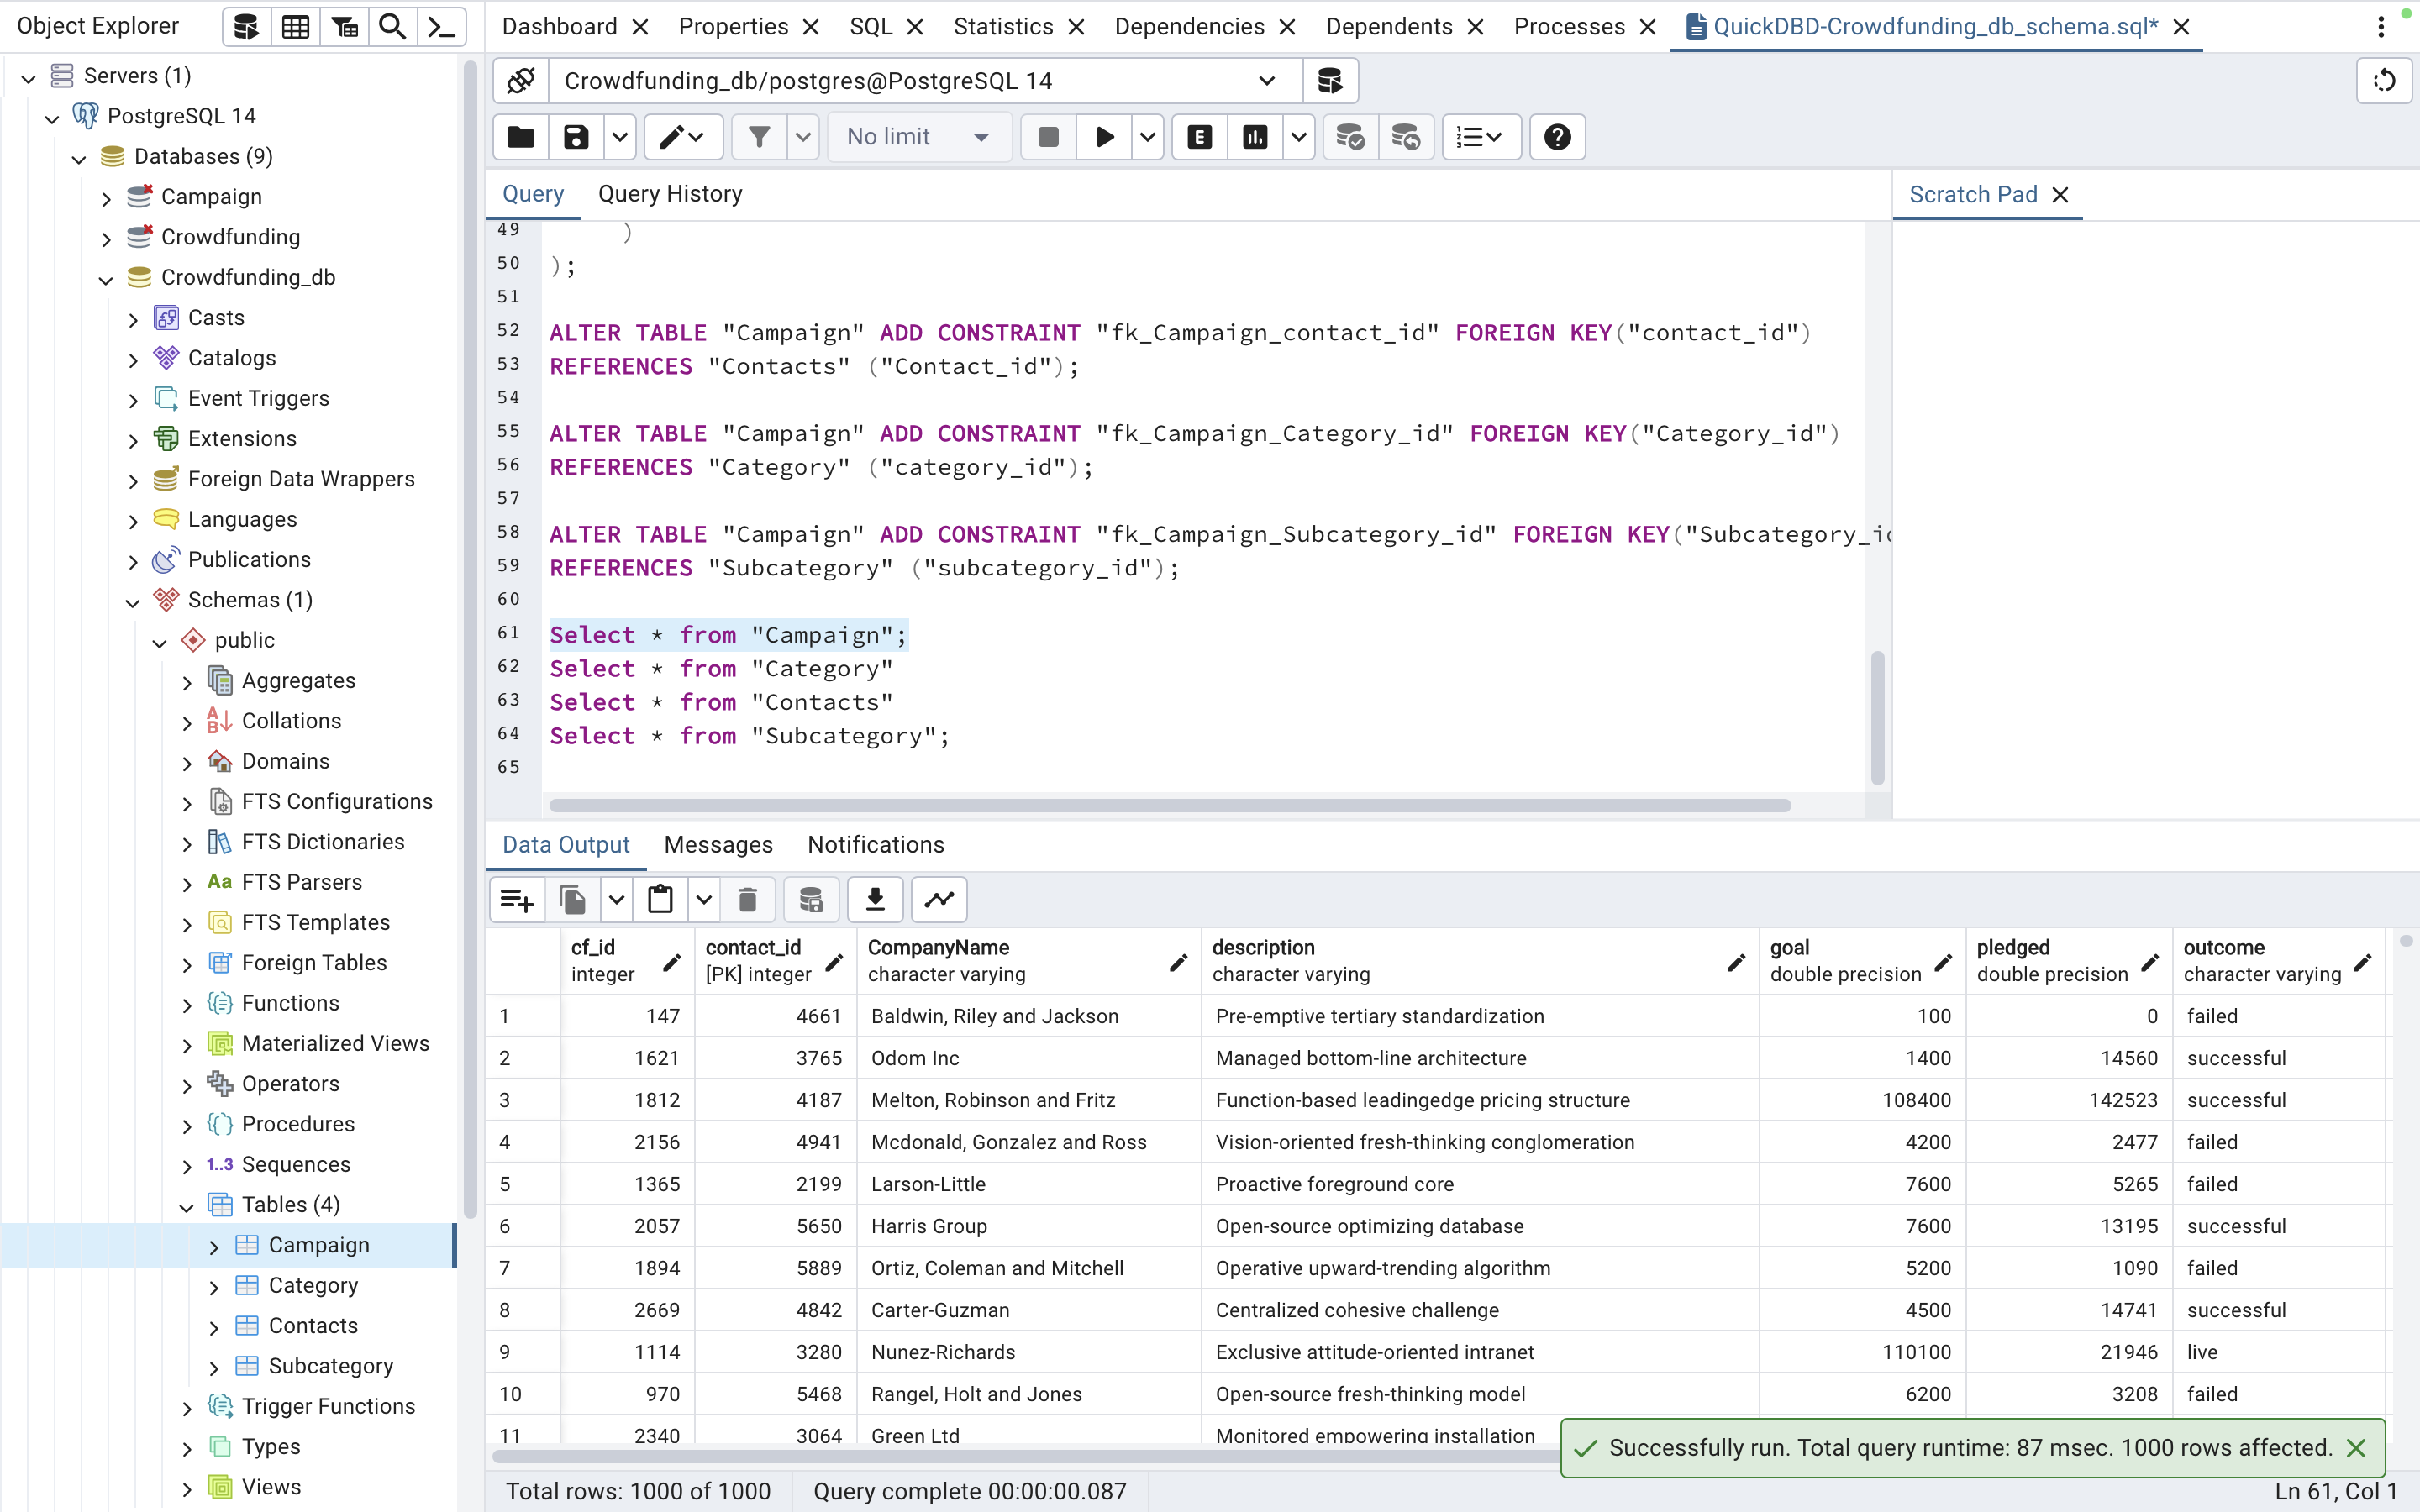 Object Explorer
Dashboard Properties SQL Statistics Dependencies Dependents Processes QuickDBD-Crowdfunding_db_schema.sql*
Servers (1)
PostgreSQL 14
Databases (9)
Campaign
Crowdfunding
Crowdfunding_db
Casts
Catalogs
Event Triggers
Extensions
Foreign Data Wrappers
Languages
Publications
Schemas (1)
public
Aggregates
Collations
Domains
FTS Configurations
FTS Dictionaries
Aa FTS Parsers
FTS Templates
Foreign Tables
Functions
Materialized Views
Operators
Procedures
1..3 Sequences
Tables (4)
Campaign
Category
Contacts
Subcategory
Trigger Functions
Types
Views
Crowdfunding_db/postgres@PostgreSQL 14
No limit
E
Query Query History
Scratch Pad
49 )
50 );
51
52 ALTER TABLE "Campaign" ADD CONSTRAINT "fk_Campaign_contact_id" FOREIGN KEY("contact_id")
53 REFERENCES "Contacts" ("Contact_id");
54
55 ALTER TABLE "Campaign" ADD CONSTRAINT "fk_Campaign_Category_id" FOREIGN KEY("Category_id")
56 REFERENCES "Category" ("category_id");
57
58 ALTER TABLE "Campaign" ADD CONSTRAINT "fk_Campaign_Subcategory_id" FOREIGN KEY("Subcategory_id
59 REFERENCES "Subcategory" ("subcategory_id");
60
61 Select * from "Campaign";
62 Select * from "Category"
63 Select * from "Contacts"
64 Select * from "Subcategory";
65
Data Output Messages Notifications
cf_id contact_id CompanyName description goal pledged outcome
integer [PK] integer character varying character varying double precision double precision character varying
1 147 4661 Baldwin, Riley and Jackson Pre-emptive tertiary standardization 100 0 failed
2 1621 3765 Odom Inc Managed bottom-line architecture 1400 14560 successful
3 1812 4187 Melton, Robinson and Fritz Function-based leadingedge pricing structure 108400 142523 successful
4 2156 4941 Mcdonald, Gonzalez and Ross Vision-oriented fresh-thinking conglomeration 4200 2477 failed
5 1365 2199 Larson-Little Proactive foreground core 7600 5265 failed
6 2057 5650 Harris Group Open-source optimizing database 7600 13195 successful
7 1894 5889 Ortiz, Coleman and Mitchell Operative upward-trending algorithm 5200 1090 failed
8 2669 4842 Carter-Guzman Centralized cohesive challenge 4500 14741 successful
9 1114 3280 Nunez-Richards Exclusive attitude-oriented intranet 110100 21946 live
10 970 5468 Rangel, Holt and Jones Open-source fresh-thinking model 6200 3208 failed
11 2340 3064 Green Ltd Monitored empowering installation
Successfully run. Total query runtime: 87 msec. 1000 rows affected.
Total rows: 1000 of 1000 Query complete 00:00:00.087 Ln 61, Col 1